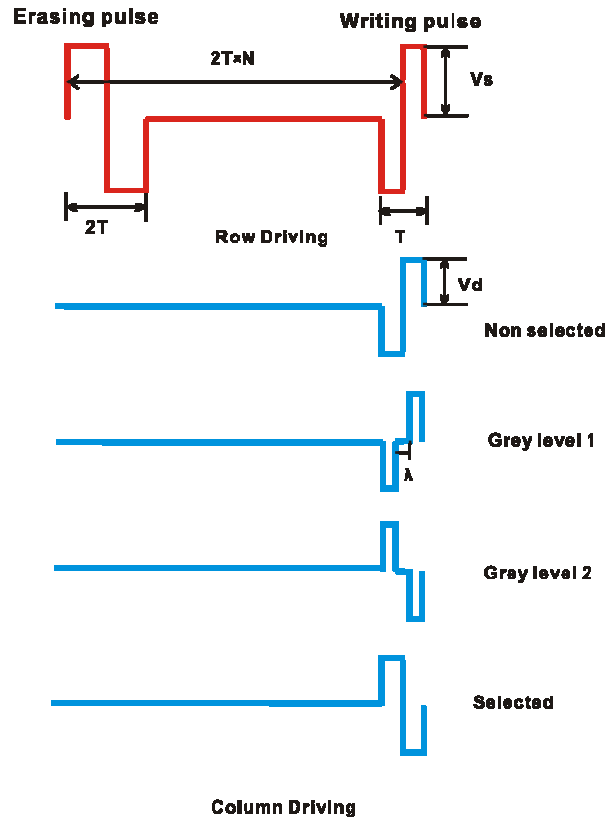 Erasing pulse
Writing pulse
2T×N
Vs
2T
T
Row Driving
Vd
Non selected
Grey level 1
λ
Gray level 2
Selected
Column Driving